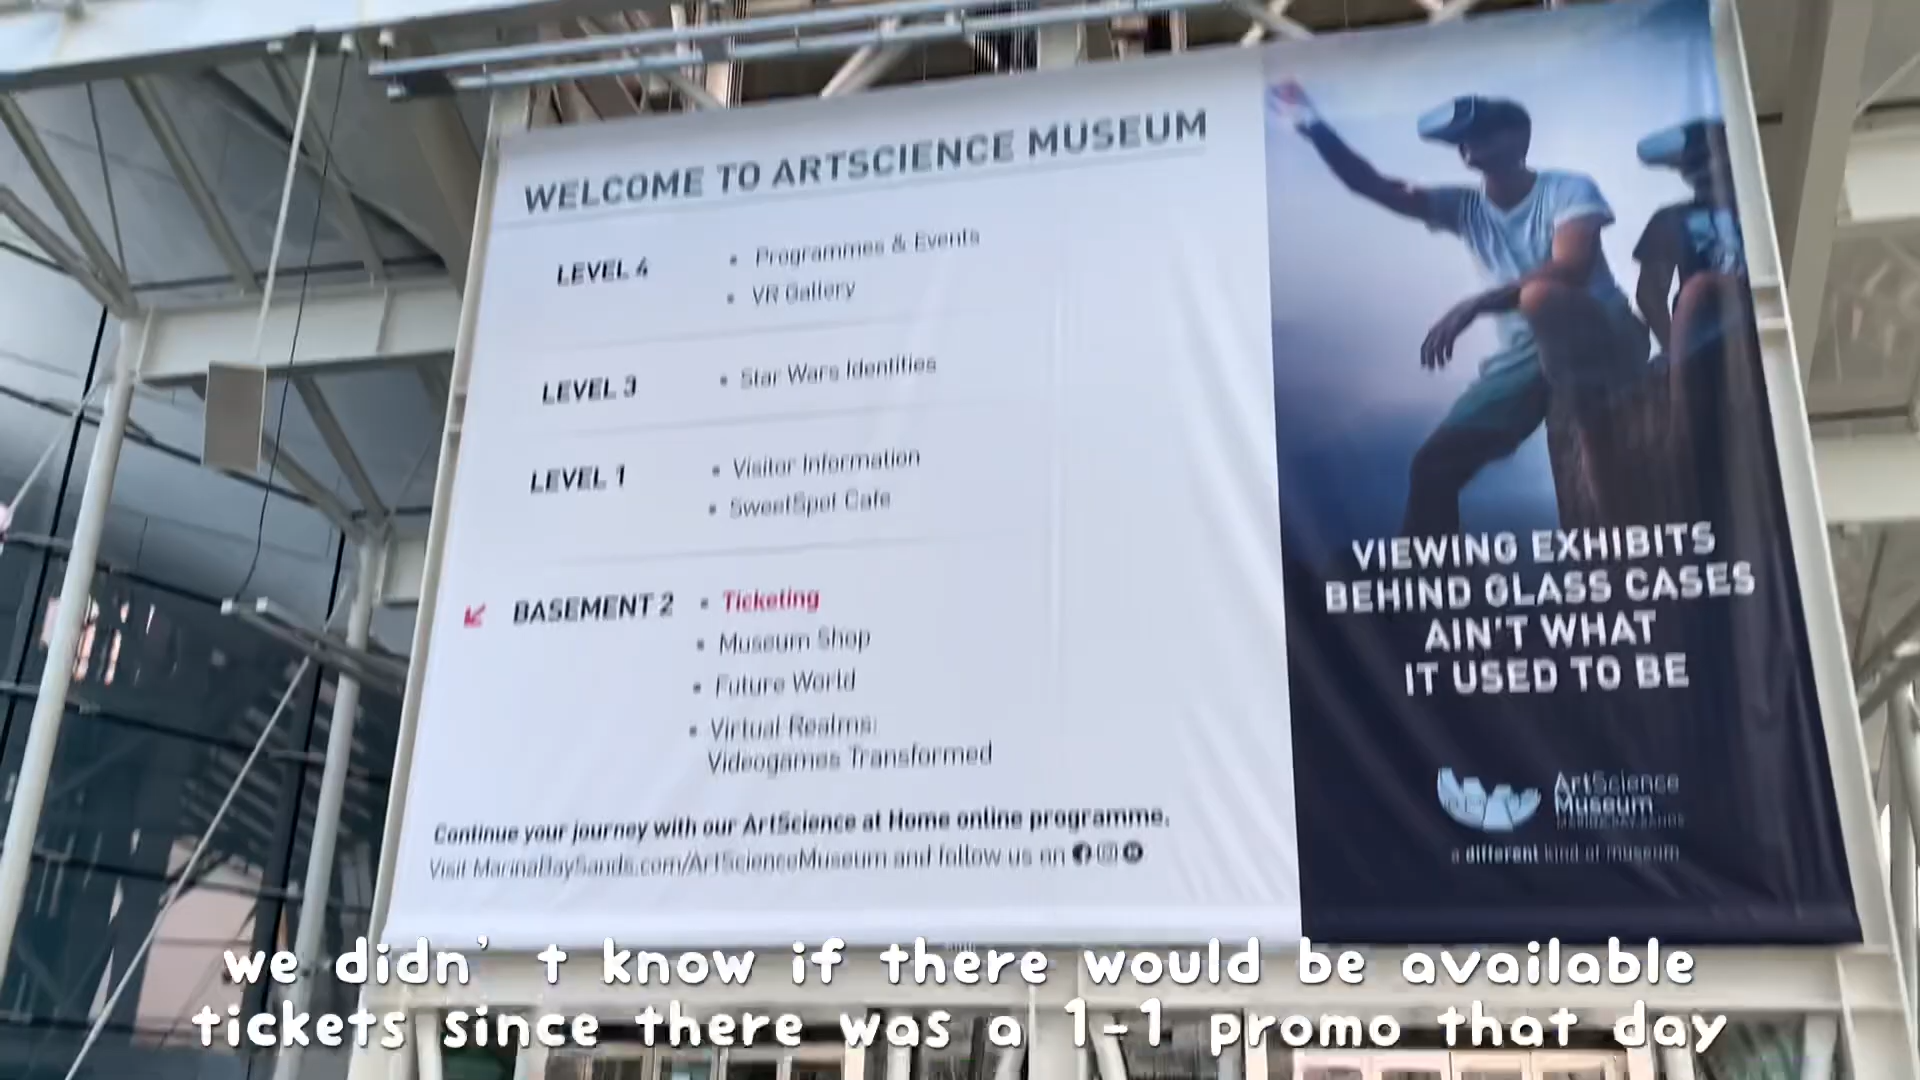 WELCOME TO ARTSCIENCE MUSEUM
LEVEL 4
• Programmes & Events
• VR Gallery
LEVEL 3
• Star Wars Identities
LEVEL 1
• Visitor Information
• SweetSpot Cafe
BASEMENT 2
• Ticketing
• Museum Shop
• Future World
• Virtual Realms:
Videogames Transformed
Continue your journey with our ArtScience at Home online programme.
Visit MarinaBaySands.com/ArtScienceMuseum and follow us on
VIEWING EXHIBITS
BEHIND GLASS CASES
AIN'T WHAT
IT USED TO BE
ArtScience
Museum
MARINA BAY SANDS
a different kind of museum
we didn't know if there would be available
tickets since there was a 1-1 promo that day